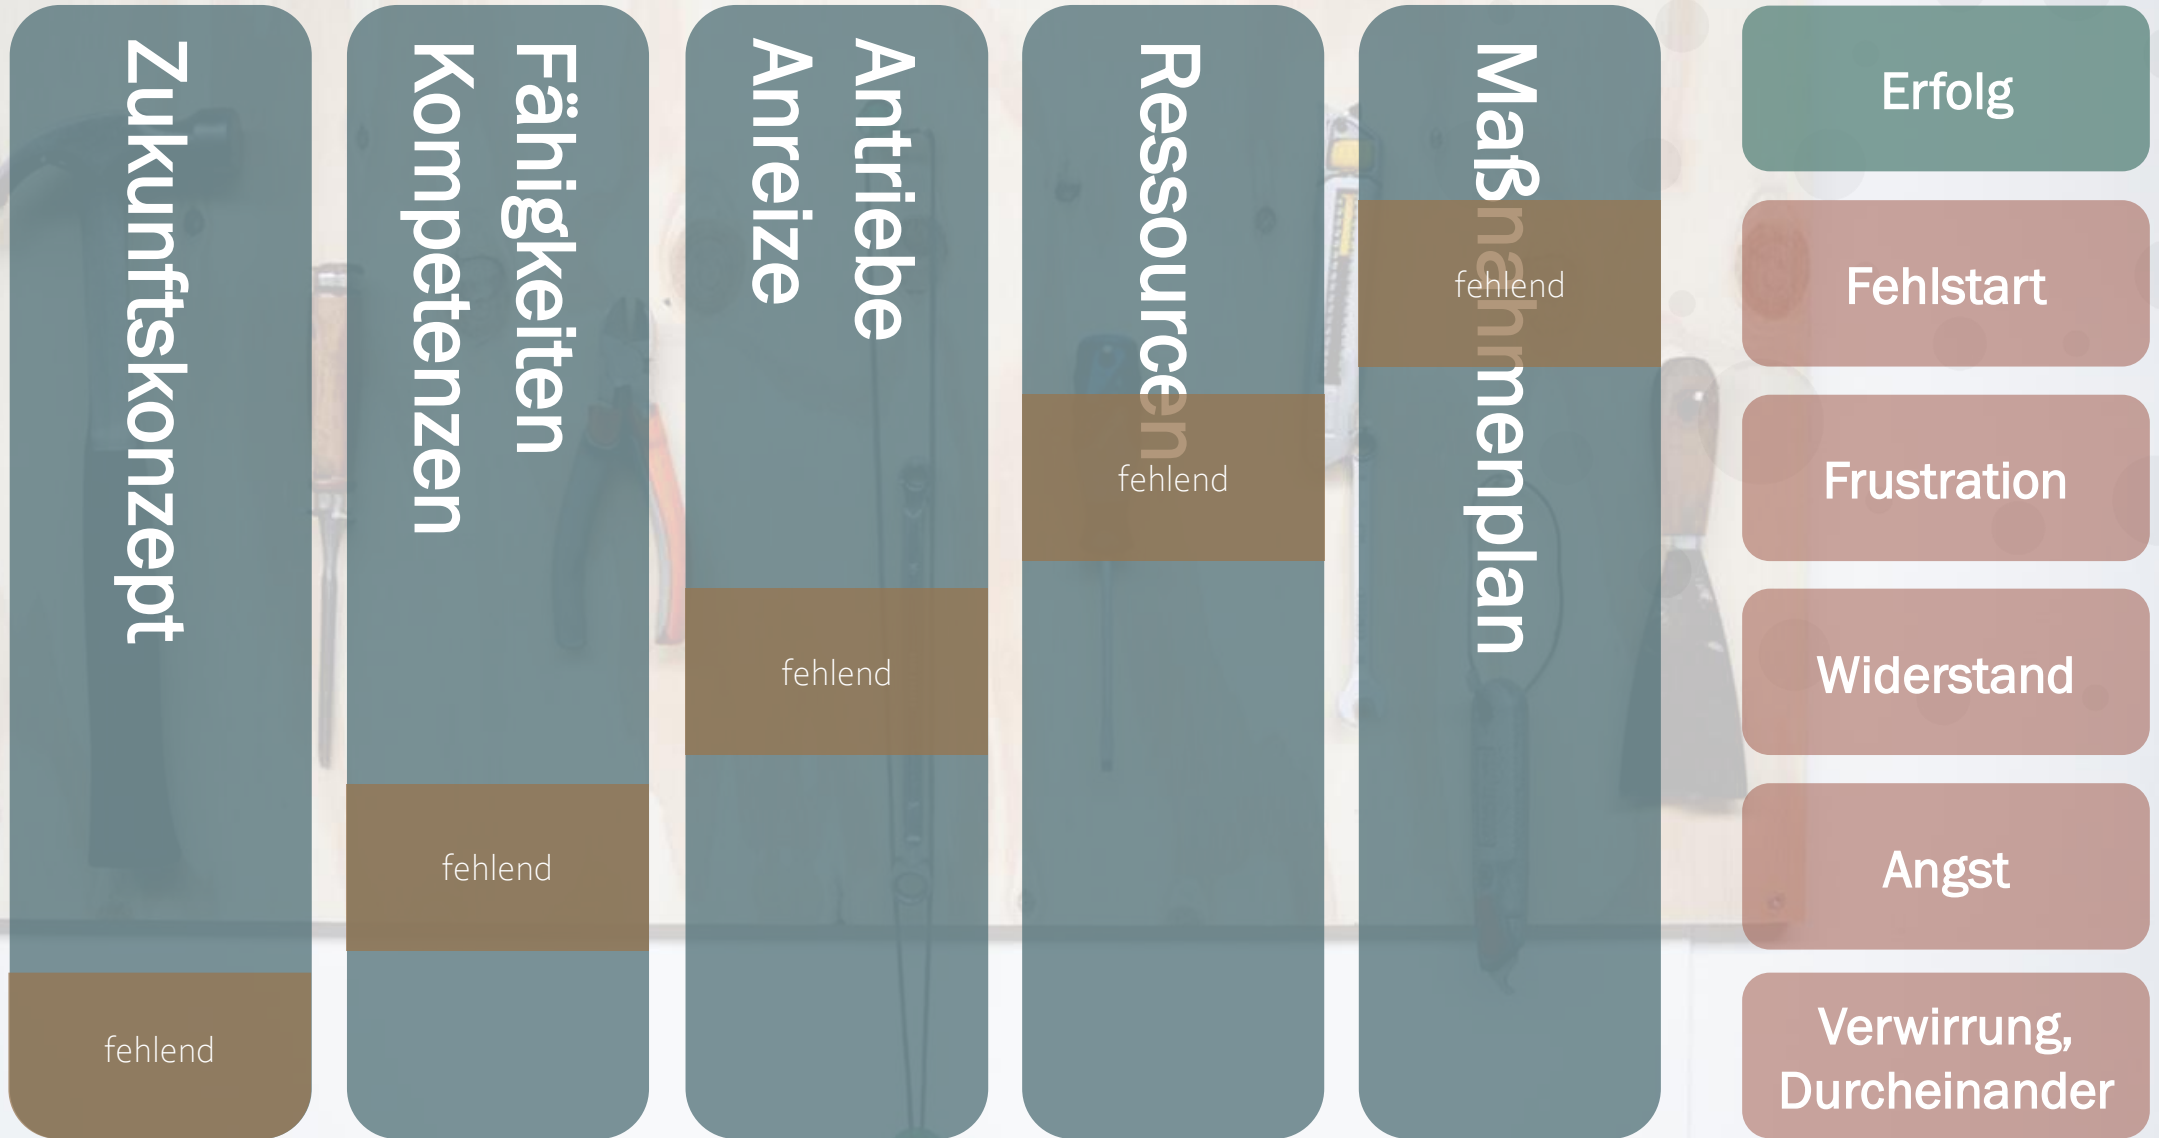 Zukunftskonzept
Fähigkeiten
Kompetenzen
Antriebe
Anreize
Ressourcen
Maßnahmenplan
Erfolg
fehlend
Fehlstart
fehlend
Frustration
fehlend
Widerstand
fehlend
Angst
fehlend
Verwirrung,
Durcheinander